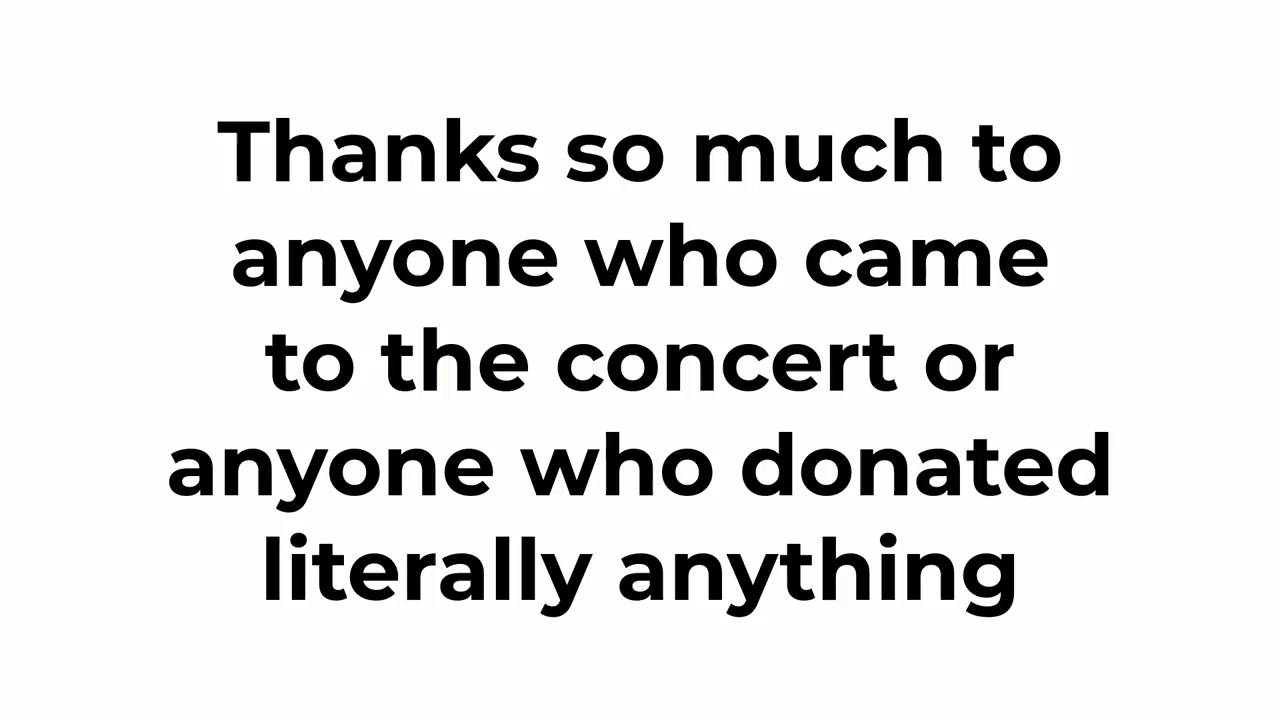 Thanks so much to
anyone who came
to the concert or
anyone who donated
literally anything